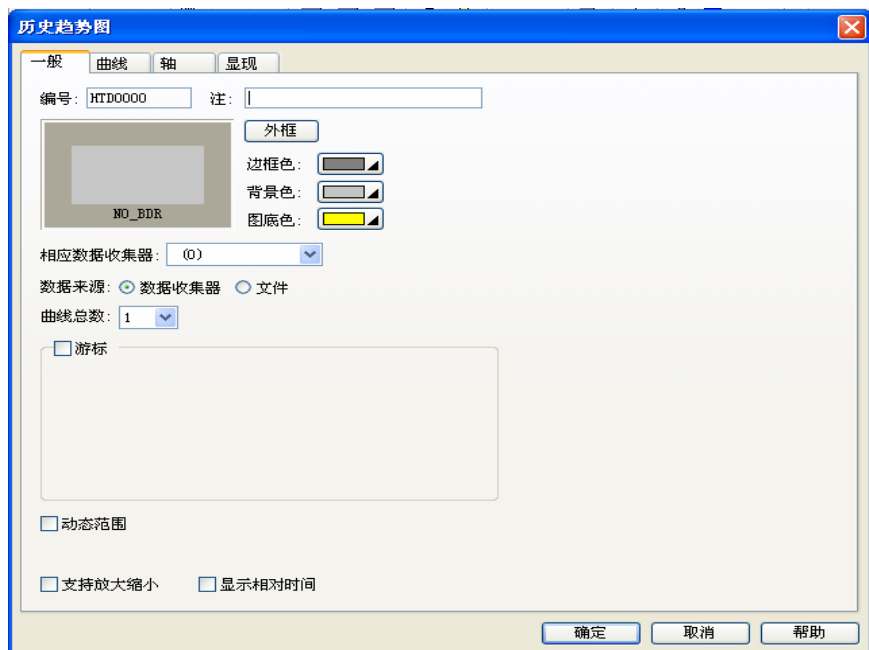 历史趋势图
一般 曲线 轴 显现
编号: HTD0000 注:
外框
边框色:
背景色:
NO_BDR
图底色:
相应数据收集器: (0)
数据来源: 数据收集器 文件
曲线总数: 1
游标
动态范围
支持放大缩小 显示相对时间
确定 取消 帮助